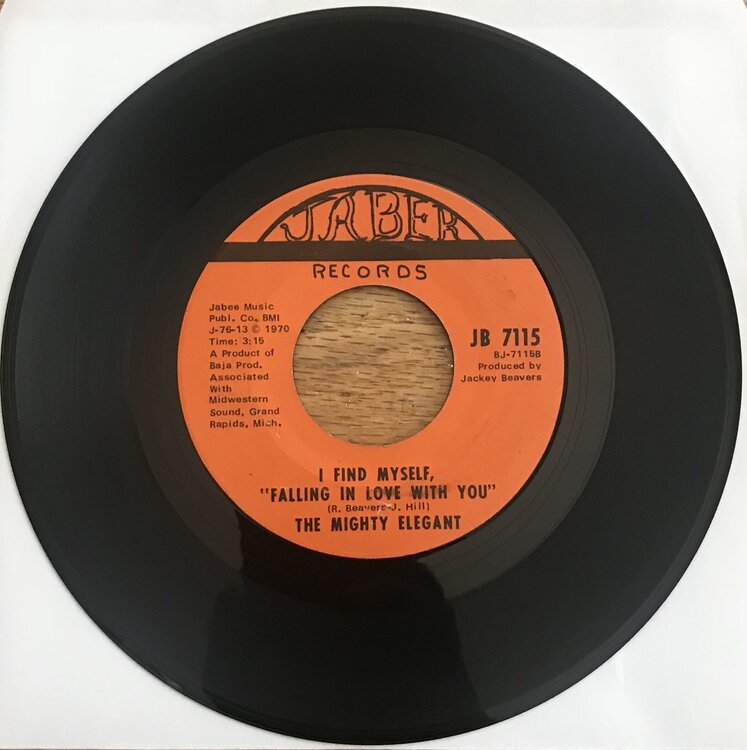 JABER
RECORDS
Jabee Music
Publ. Co. BMI
J-76-13 © 1970
Time: 3:15
A Product of
Baja Prod.
Associated
With
Midwestern
Sound, Grand
Rapids, Mich.
JB 7115
BJ-7115B
Produced by
Jackey Beavers
I FIND MYSELF,
"FALLING IN LOVE WITH YOU"
(R. Beavers-J. Hill)
THE MIGHTY ELEGANT